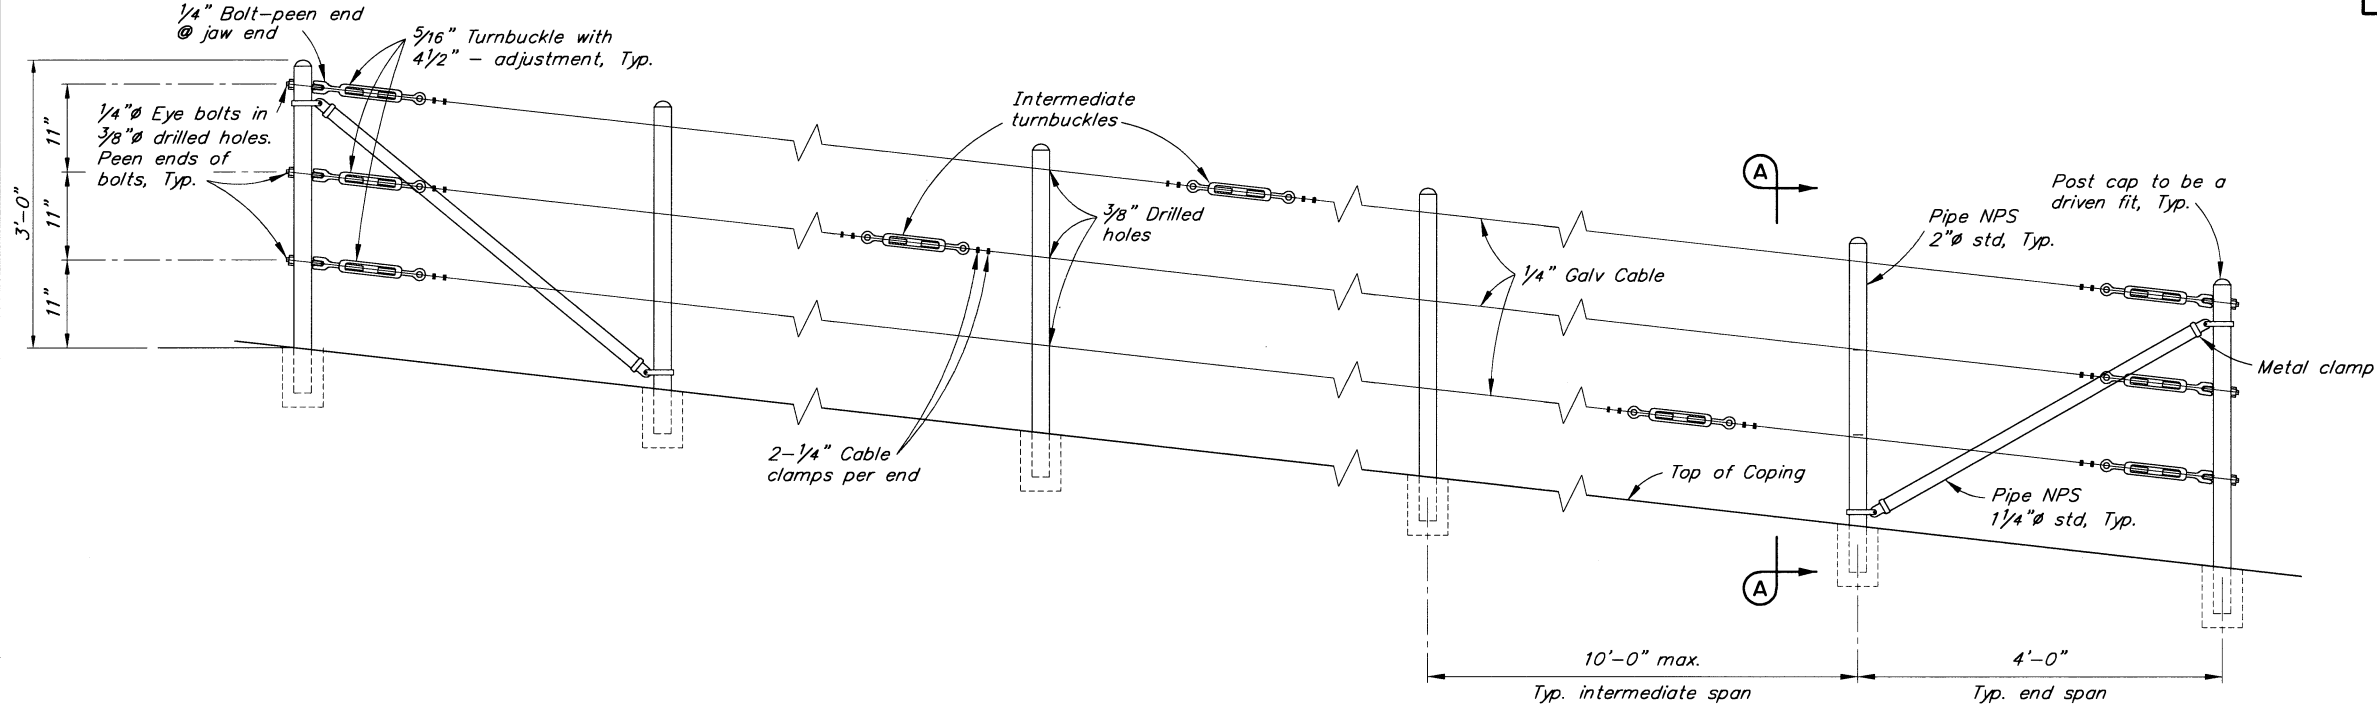 1/4" Bolt-peen end
@ jaw end
5/16" Turnbuckle with
4 1/2" - adjustment, Typ.
1/4"ø Eye bolts in
3/8"ø drilled holes.
Peen ends of
bolts, Typ.
11"
11"
11"
3'-0"
Intermediate
turnbuckles
3/8" Drilled
holes
2-1/4" Cable
clamps per end
1/4" Galv Cable
A
Pipe NPS
2"ø std, Typ.
Post cap to be a
driven fit, Typ.
Metal clamp
Top of Coping
Pipe NPS
1 1/4"ø std, Typ.
A
10'-0" max.
Typ. intermediate span
4'-0"
Typ. end span